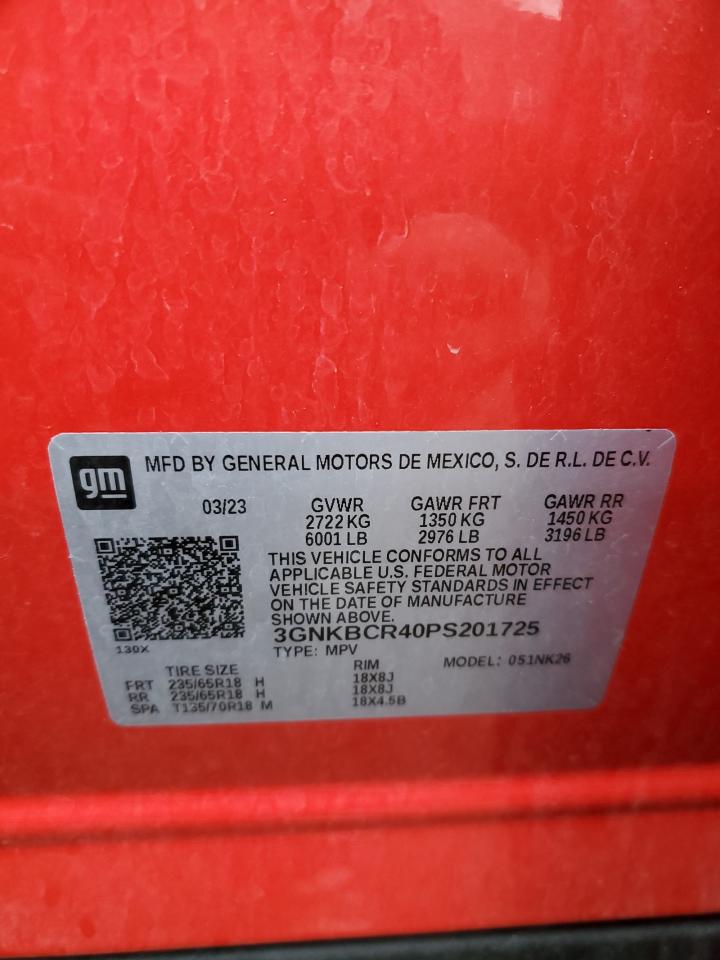 gm
MFD BY GENERAL MOTORS DE MEXICO, S. DE R.L. DE C.V.
03/23 GVWR GAWR FRT GAWR RR
2722 KG 1350 KG 1450 KG
6001 LB 2976 LB 3196 LB
THIS VEHICLE CONFORMS TO ALL
APPLICABLE U.S. FEDERAL MOTOR
VEHICLE SAFETY STANDARDS IN EFFECT
ON THE DATE OF MANUFACTURE
SHOWN ABOVE.
3GNKBCR40PS201725
130X
TYPE: MPV MODEL: 051NK26
TIRE SIZE RIM
FRT 235/65R18 H 18X8J
RR 235/65R18 H 18X8J
SPA T135/70R18 M 18X4.5B